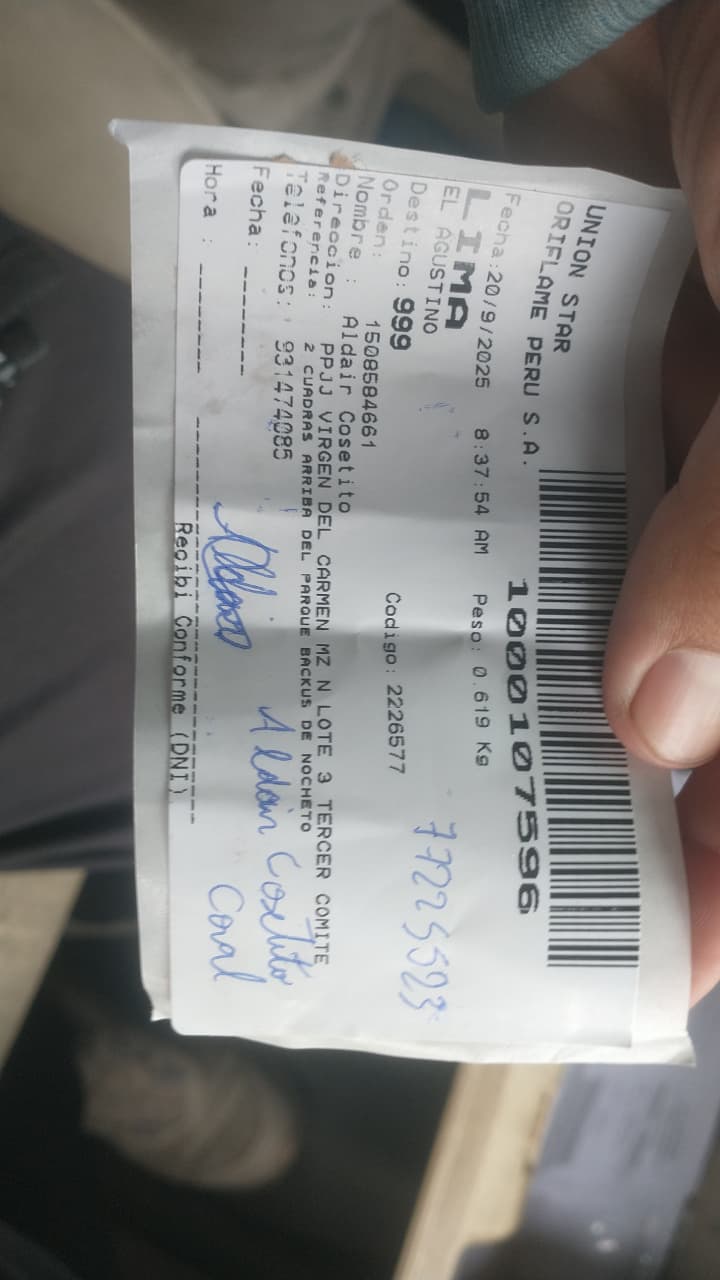 UNION STAR
ORIFLAME PERU S.A.
1000107596
Fecha:20/9/2025 8:37:54 AM Peso: 0.619 Kg
LIMA
EL AGUSTINO
77225523
Destino: 999
Orden: 1508584661 Codigo: 2226577
Nombre : Aldair Cosetito
Direccion: PPJJ VIRGEN DEL CARMEN MZ N LOTE 3 TERCER COMITE
Referencia: 2 CUADRAS ARRIBA DEL PARQUE BACKUS DE NOCHETO
Telefonos: 931474085
Fecha: --------
Aldair Cosetito
Coral
Hora : --------
Recibi Conforme (DNI)